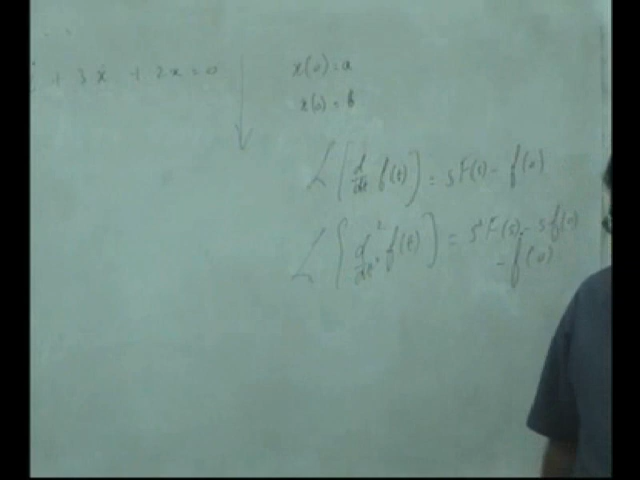 ẍ + 3ẋ + 2x = 0
x(0) = a
ẋ(0) = b
L[d/dt f(t)] = sF(s) - f(0)
L{d²/dt² f(t)} = s²F(s) - sf(0)
- ḟ(0)